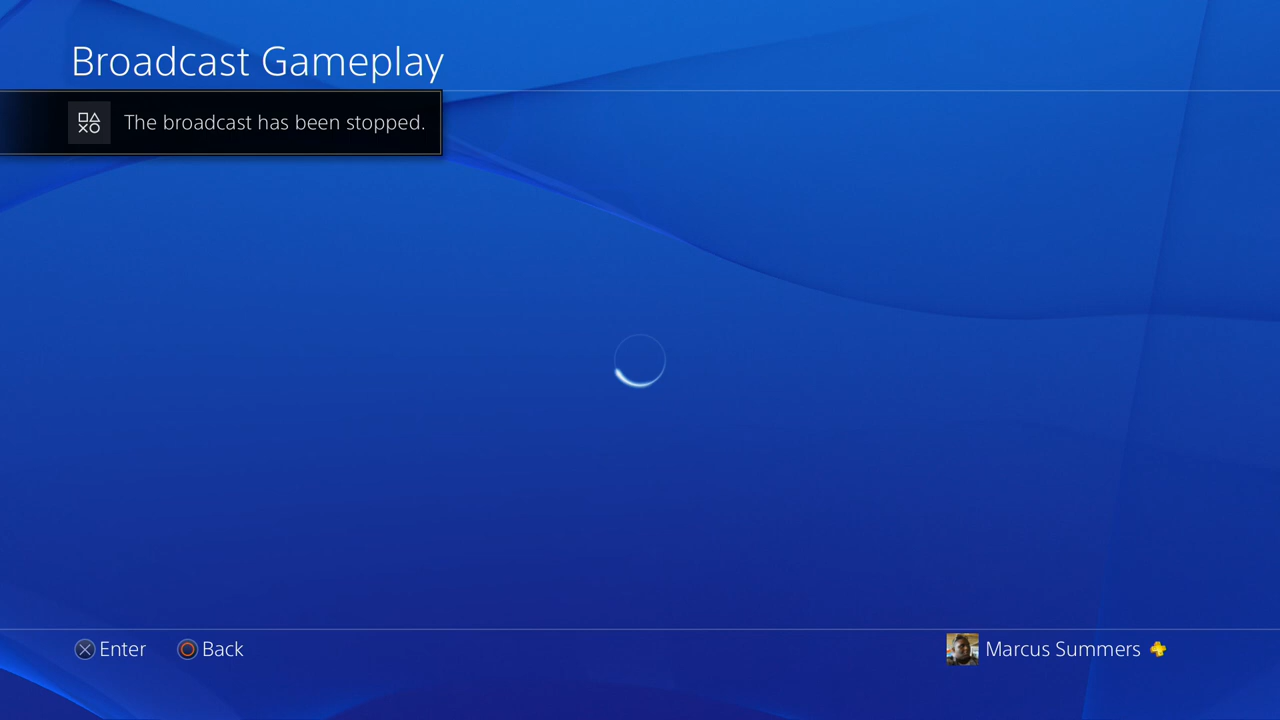 Broadcast Gameplay
The broadcast has been stopped.
Enter Back
Marcus Summers